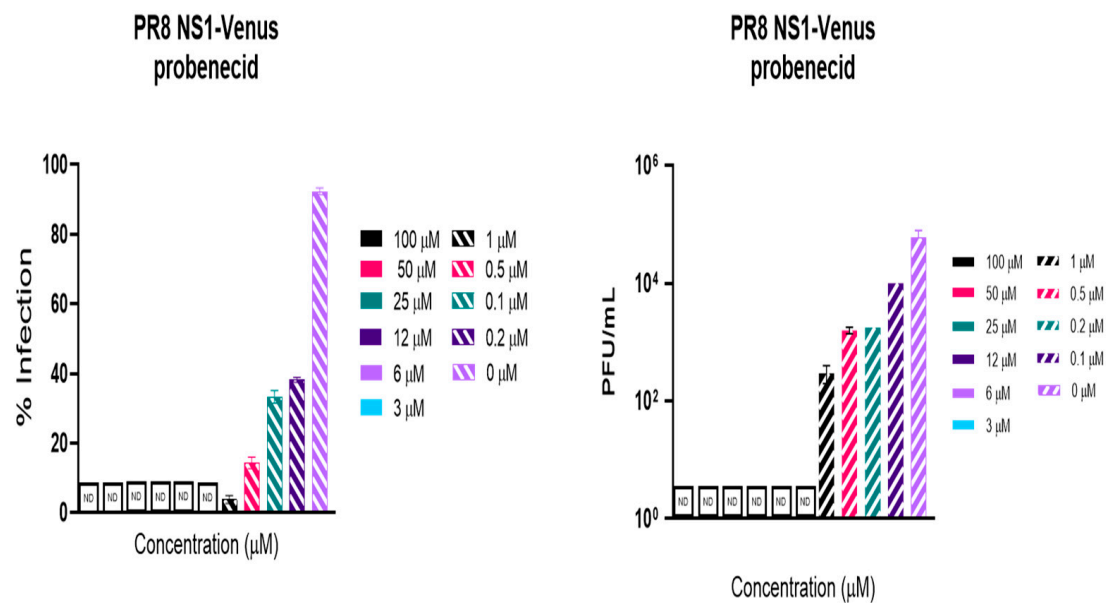 PR8 NS1-Venus
probenecid
% Infection
100
80
60
40
20
0
ND ND ND ND ND ND
Concentration (μM)
100 μM 1 μM
50 μM 0.5 μM
25 μM 0.1 μM
12 μM 0.2 μM
6 μM 0 μM
3 μM
PR8 NS1-Venus
probenecid
PFU/mL
10⁶
10⁴
10²
10⁰
ND ND ND ND ND ND
Concentration (μM)
100 μM 1 μM
50 μM 0.5 μM
25 μM 0.2 μM
12 μM 0.1 μM
6 μM 0 μM
3 μM